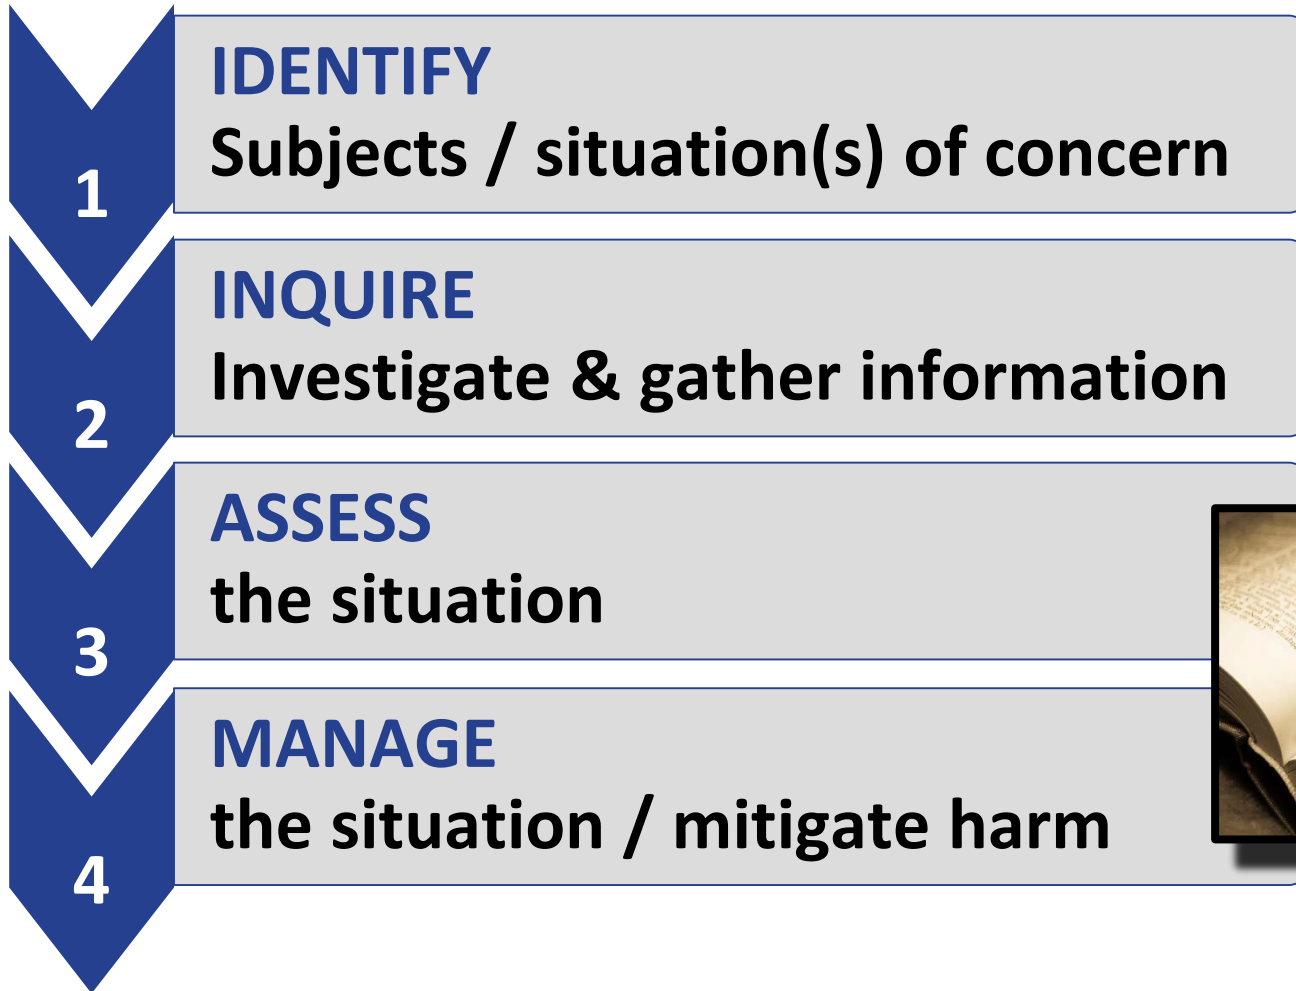 1
IDENTIFY
Subjects / situation(s) of concern
2
INQUIRE
Investigate & gather information
3
ASSESS
the situation
4
MANAGE
the situation / mitigate harm